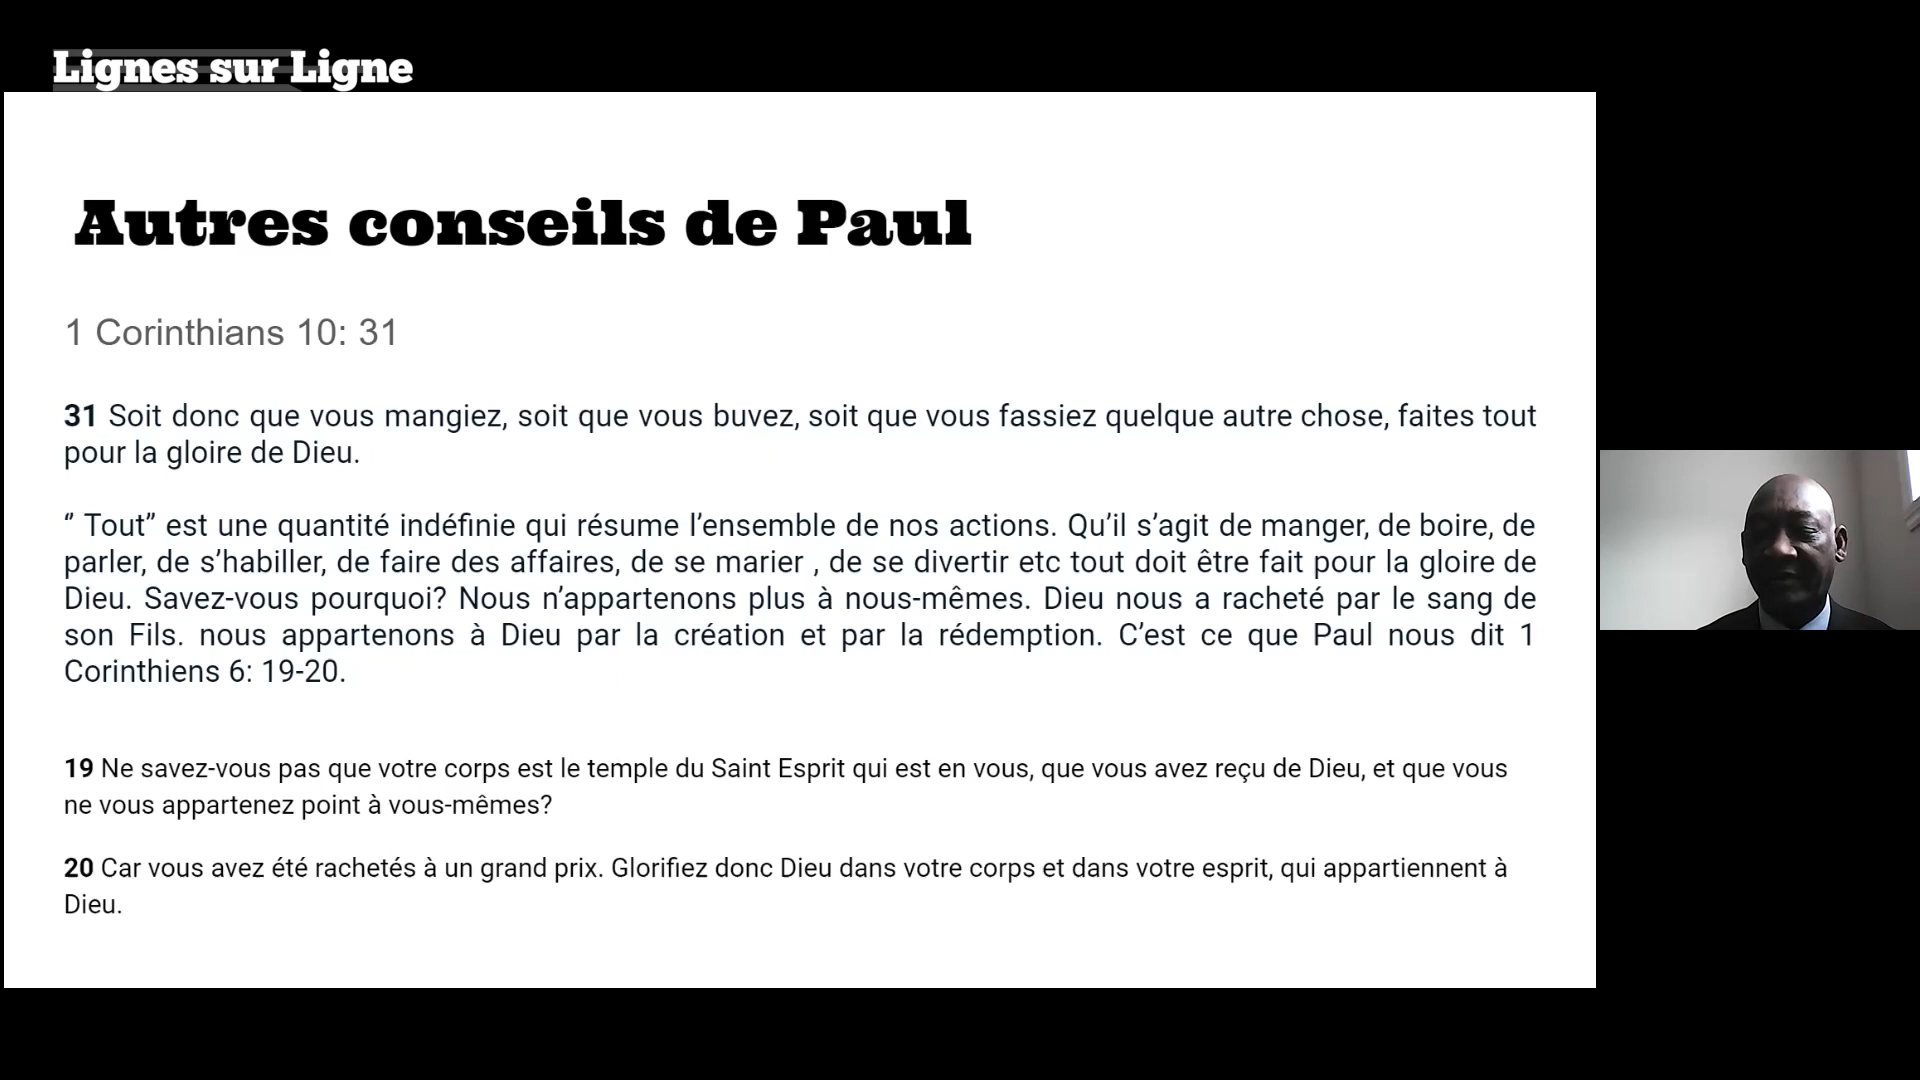 Lignes sur Ligne
Autres conseils de Paul
1 Corinthians 10: 31
31 Soit donc que vous mangiez, soit que vous buvez, soit que vous fassiez quelque autre chose, faites tout
pour la gloire de Dieu.
“ Tout” est une quantité indéfinie qui résume l’ensemble de nos actions. Qu’il s’agit de manger, de boire, de
parler, de s’habiller, de faire des affaires, de se marier , de se divertir etc tout doit être fait pour la gloire de
Dieu. Savez-vous pourquoi? Nous n’appartenons plus à nous-mêmes. Dieu nous a racheté par le sang de
son Fils. nous appartenons à Dieu par la création et par la rédemption. C’est ce que Paul nous dit 1
Corinthiens 6: 19-20.
19 Ne savez-vous pas que votre corps est le temple du Saint Esprit qui est en vous, que vous avez reçu de Dieu, et que vous
ne vous appartenez point à vous-mêmes?
20 Car vous avez été rachetés à un grand prix. Glorifiez donc Dieu dans votre corps et dans votre esprit, qui appartiennent à
Dieu.